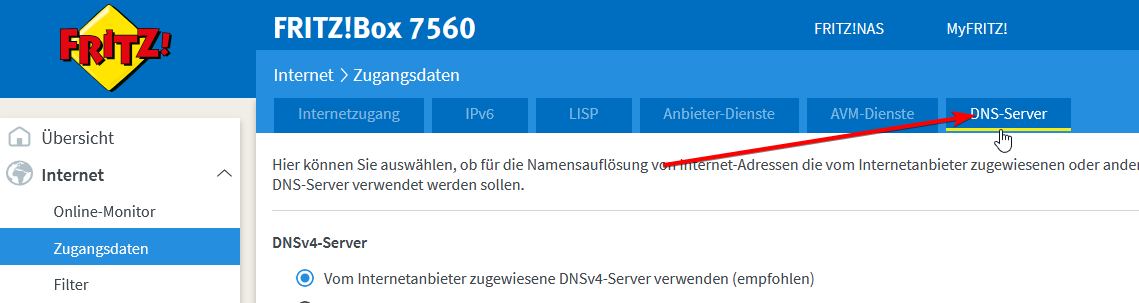 FRITZ!
FRITZ!Box 7560
FRITZ!NAS
MyFRITZ!
Internet > Zugangsdaten
Internetzugang
IPv6
LISP
Anbieter-Dienste
AVM-Dienste
DNS-Server
Übersicht
Internet
Online-Monitor
Zugangsdaten
Filter
Hier können Sie auswählen, ob für die Namensauflösung von Internet-Adressen die vom Internetanbieter zugewiesenen oder ander
DNS-Server verwendet werden sollen.
DNSv4-Server
Vom Internetanbieter zugewiesene DNSv4-Server verwenden (empfohlen)